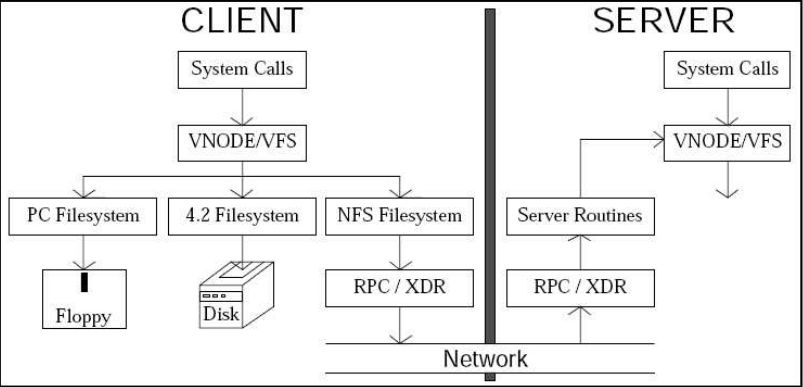 CLIENT
SERVER
System Calls
System Calls
VNODE/VFS
VNODE/VFS
PC Filesystem
4.2 Filesystem
NFS Filesystem
Server Routines
Floppy
Disk
RPC / XDR
RPC / XDR
Network